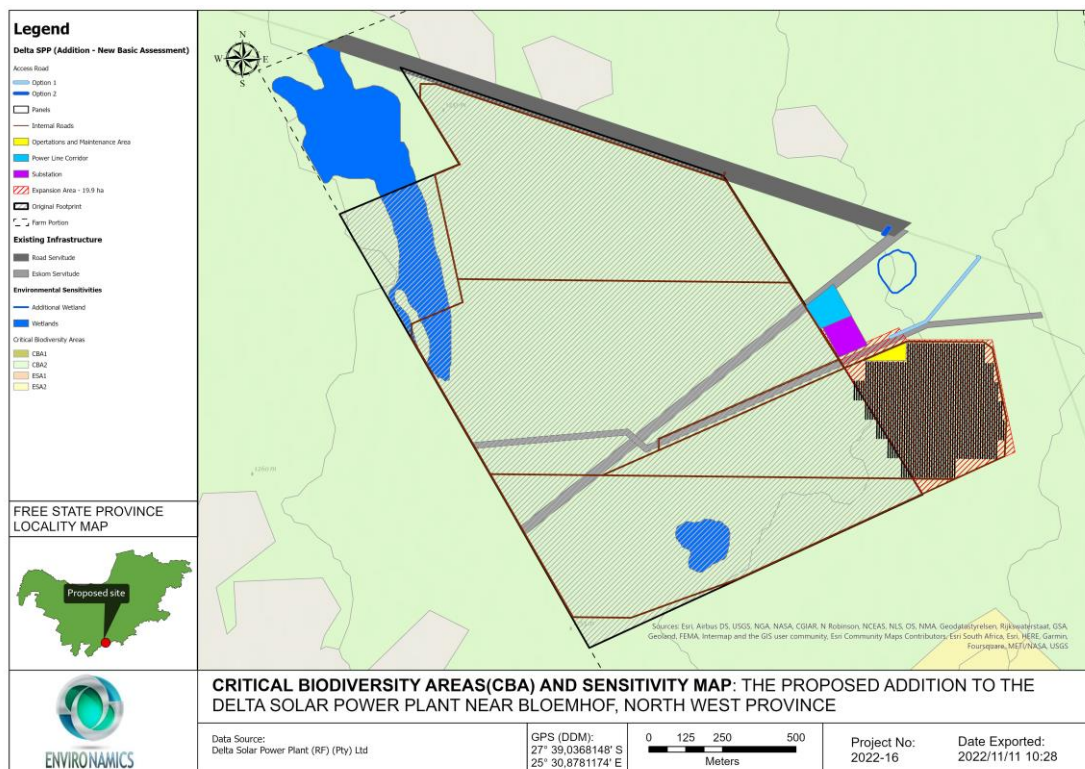 Legend
Delta SPP (Addition - New Basic Assessment)
Access Road
Option 1
Option 2
Panels
Internal Roads
Opertations and Maintenance Area
Power Line Corridor
Substation
Expansion Area - 19.9 ha
Original Footprint
Farm Portion
Existing Infrastructure
Road Servitude
Eskom Servitude
Environmental Sensitivities
Additional Wetland
Wetlands
Critical Biodiversity Areas
CBA1
CBA2
ESA1
ESA2
FREE STATE PROVINCE
LOCALITY MAP
Proposed site
ENVIRONAMICS
N
W E
S
Sources: Esri, Airbus DS, USGS, NGA, NASA, CGIAR, N Robinson, NCEAS, NLS, OS, NMA, Geodatastyrelsen, Rijkswaterstaat, GSA,
Geoland, FEMA, Intermap and the GIS user community, Esri Community Maps Contributors, Esri South Africa, Esri, HERE, Garmin,
Foursquare, METI/NASA, USGS
CRITICAL BIODIVERSITY AREAS(CBA) AND SENSITIVITY MAP: THE PROPOSED ADDITION TO THE
DELTA SOLAR POWER PLANT NEAR BLOEMHOF, NORTH WEST PROVINCE
Data Source:
Delta Solar Power Plant (RF) (Pty) Ltd
GPS (DDM):
27° 39,0368148' S
25° 30,8781174' E
0 125 250 500
Meters
Project No:
2022-16
Date Exported:
2022/11/11 10:28